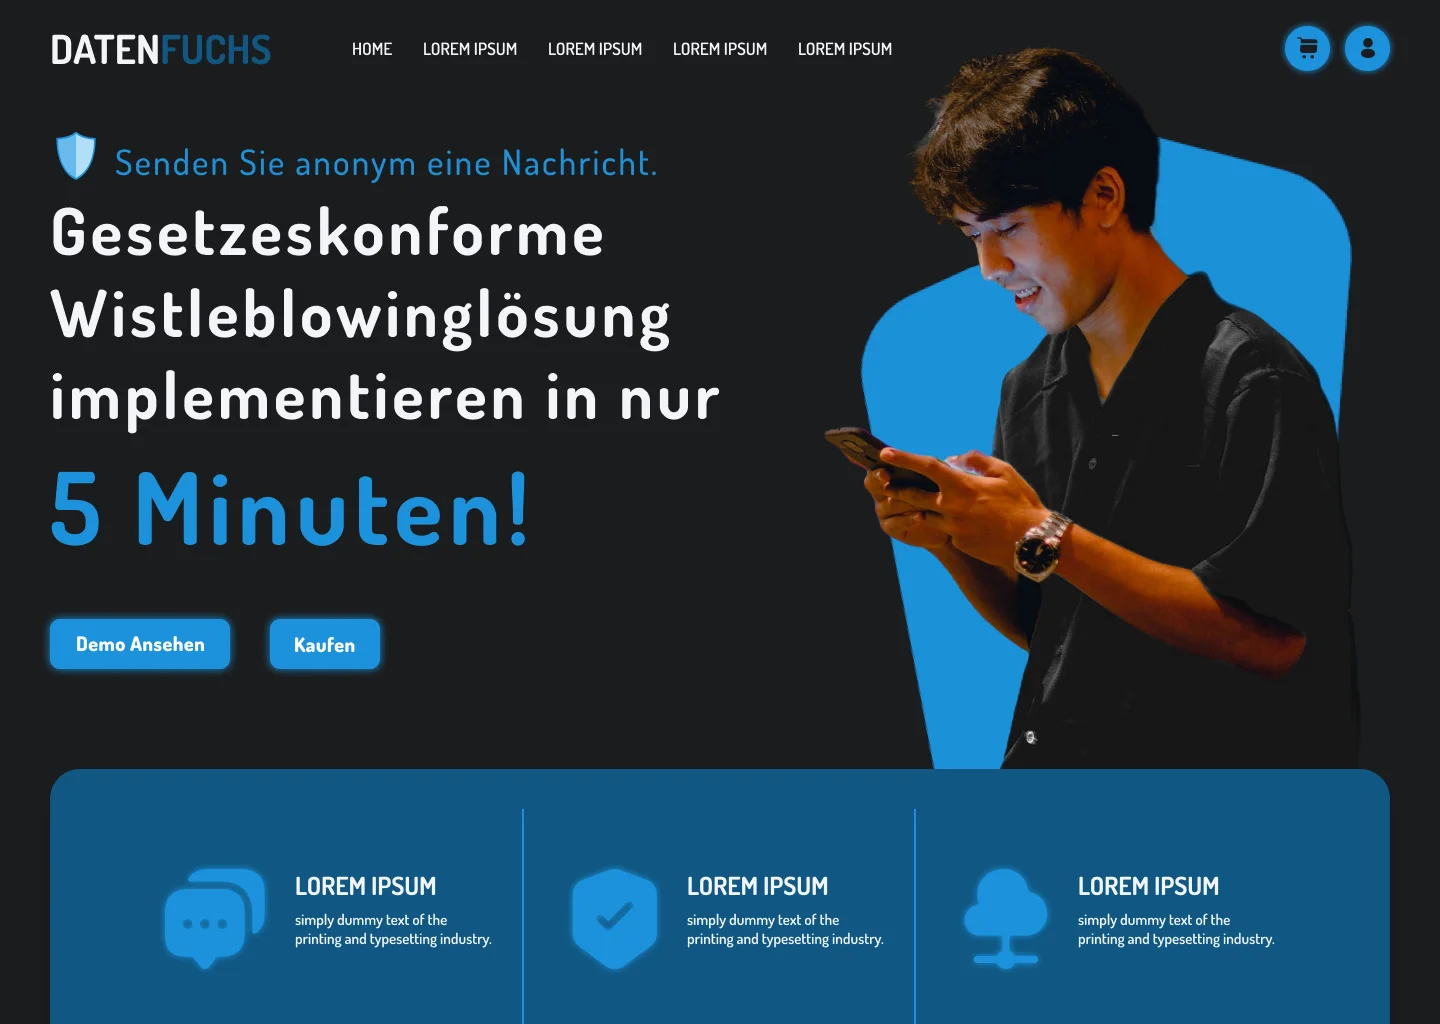 DATENFUCHS
HOME LOREM IPSUM LOREM IPSUM LOREM IPSUM LOREM IPSUM
Senden Sie anonym eine Nachricht.
Gesetzeskonforme
Wistleblowinglösung
implementieren in nur
5 Minuten!
Demo Ansehen
Kaufen
LOREM IPSUM
simply dummy text of the
printing and typesetting industry.
LOREM IPSUM
simply dummy text of the
printing and typesetting industry.
LOREM IPSUM
simply dummy text of the
printing and typesetting industry.